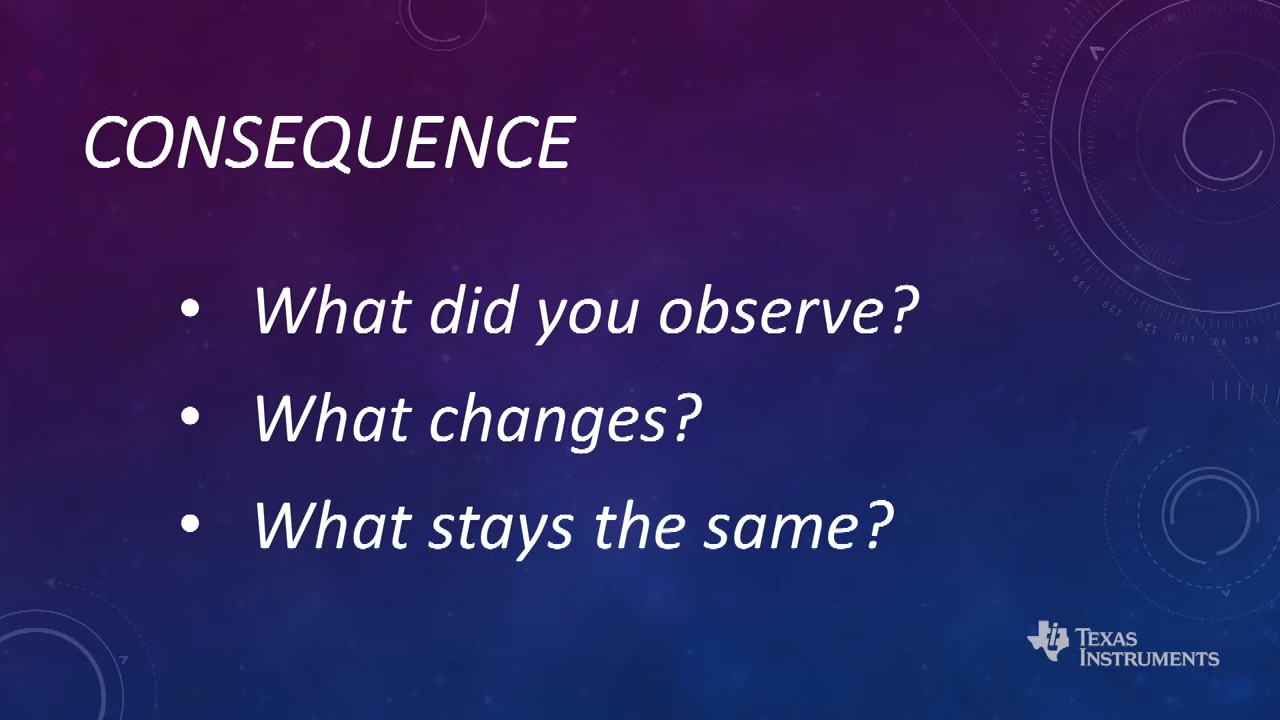 CONSEQUENCE
• What did you observe?
• What changes?
• What stays the same?
TEXAS
INSTRUMENTS